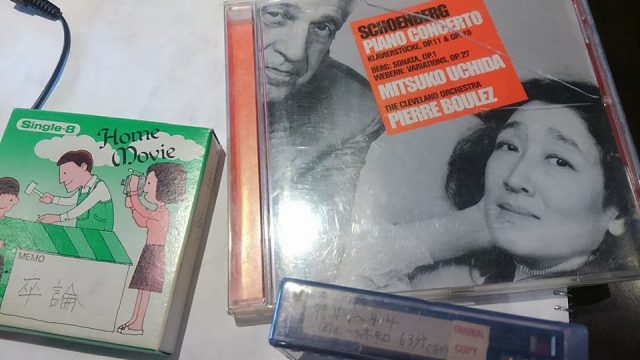 SCHOENBERG
PIANO CONCERTO
KLAVIERSTÜCKE, OP.11 & OP.19
BERG: SONATA, OP.1
WEBERN: VARIATIONS, OP.27
MITSUKO UCHIDA
THE CLEVELAND ORCHESTRA
PIERRE BOULEZ
Single-8
Home
Movie
MEMO
卒論
ORIGINAL
COPY